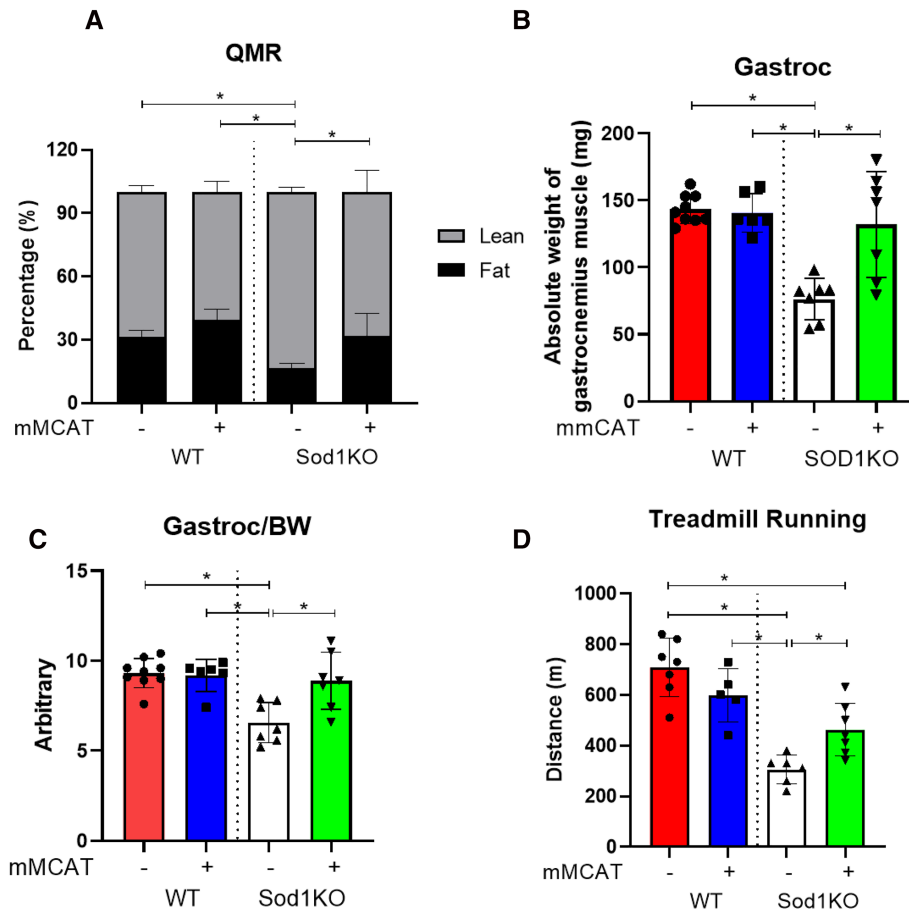 A
QMR
*
*
*
120
90
60
30
0
Percentage (%)
Lean
Fat
mMCAT - + - +
WT Sod1KO
B
Gastroc
*
* *
200
150
100
50
0
Absolute weight of
gastrocnemius muscle (mg)
mmCAT - + - +
WT SOD1KO
C
Gastroc/BW
*
* *
15
10
5
0
Arbitrary
mMCAT - + - +
WT Sod1KO
D
Treadmill Running
*
*
* *
1000
800
600
400
200
0
Distance (m)
mMCAT - + - +
WT Sod1KO